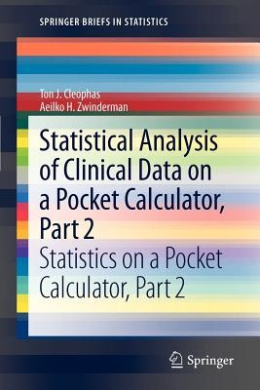 SPRINGER BRIEFS IN STATISTICS
Ton J. Cleophas
Aeilko H. Zwinderman
Statistical Analysis
of Clinical Data on
a Pocket Calculator,
Part 2
Statistics on a Pocket
Calculator, Part 2
Springer